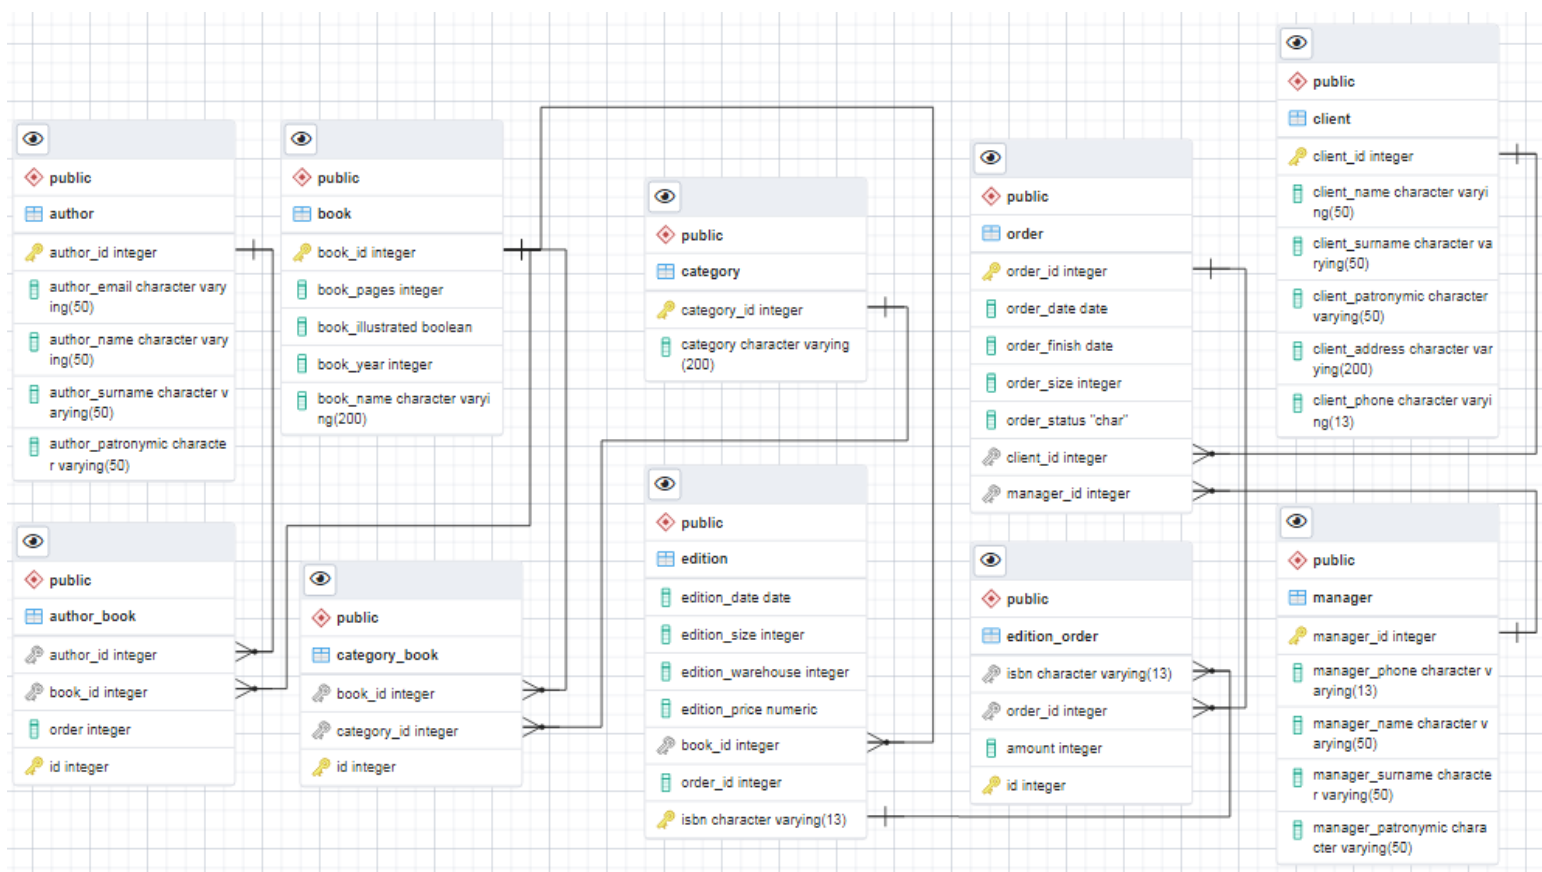 public
author
author_id integer
author_email character vary
ing(50)
author_name character vary
ing(50)
author_surname character v
arying(50)
author_patronymic characte
r varying(50)
public
book
book_id integer
book_pages integer
book_illustrated boolean
book_year integer
book_name character varyi
ng(200)
public
category
category_id integer
category character varying
(200)
public
order
order_id integer
order_date date
order_finish date
order_size integer
order_status "char"
client_id integer
manager_id integer
public
client
client_id integer
client_name character varyi
ng(50)
client_surname character va
rying(50)
client_patronymic character
varying(50)
client_address character var
ying(200)
client_phone character varyi
ng(13)
public
author_book
author_id integer
book_id integer
order integer
id integer
public
category_book
book_id integer
category_id integer
id integer
public
edition
edition_date date
edition_size integer
edition_warehouse integer
edition_price numeric
book_id integer
order_id integer
isbn character varying(13)
public
edition_order
isbn character varying(13)
order_id integer
amount integer
id integer
public
manager
manager_id integer
manager_phone character v
arying(13)
manager_name character v
arying(50)
manager_surname characte
r varying(50)
manager_patronymic chara
cter varying(50)